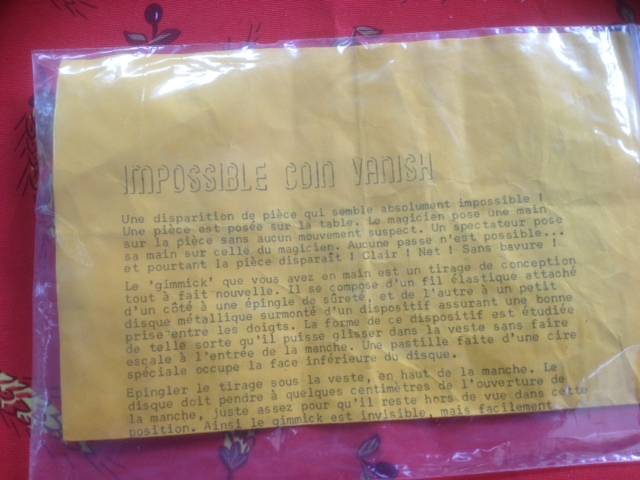 IMPOSSIBLE COIN VANISH
Une disparition de pièce qui semble absolument impossible !
Une pièce est posée sur la table. Le magicien pose une main
sur la pièce sans aucun mouvement suspect. Un spectateur pose
sa main sur celle du magicien. Aucune passe n'est possible...
et pourtant la pièce disparaît ! Clair ! Net ! Sans bavure !
Le 'gimmick' que vous avez en main est un tirage de conception
tout à fait nouvelle. Il se compose d'un fil élastique attaché
d'un côté à une épingle de sûreté, et de l'autre à un petit
disque métallique surmonté d'un dispositif assurant une bonne
prise entre les doigts. La forme de ce dispositif est étudiée
de telle sorte qu'il puisse glisser dans la veste sans faire
escale à l'entrée de la manche. Une pastille faite d'une cire
spéciale occupe la face inférieure du disque.
Epingler le tirage sous la veste, en haut de la manche. Le
disque doit pendre à quelques centimètres de l'ouverture de
la manche, juste assez pour qu'il reste hors de vue dans cette
position. Ainsi le gimmick est invisible, mais facilement